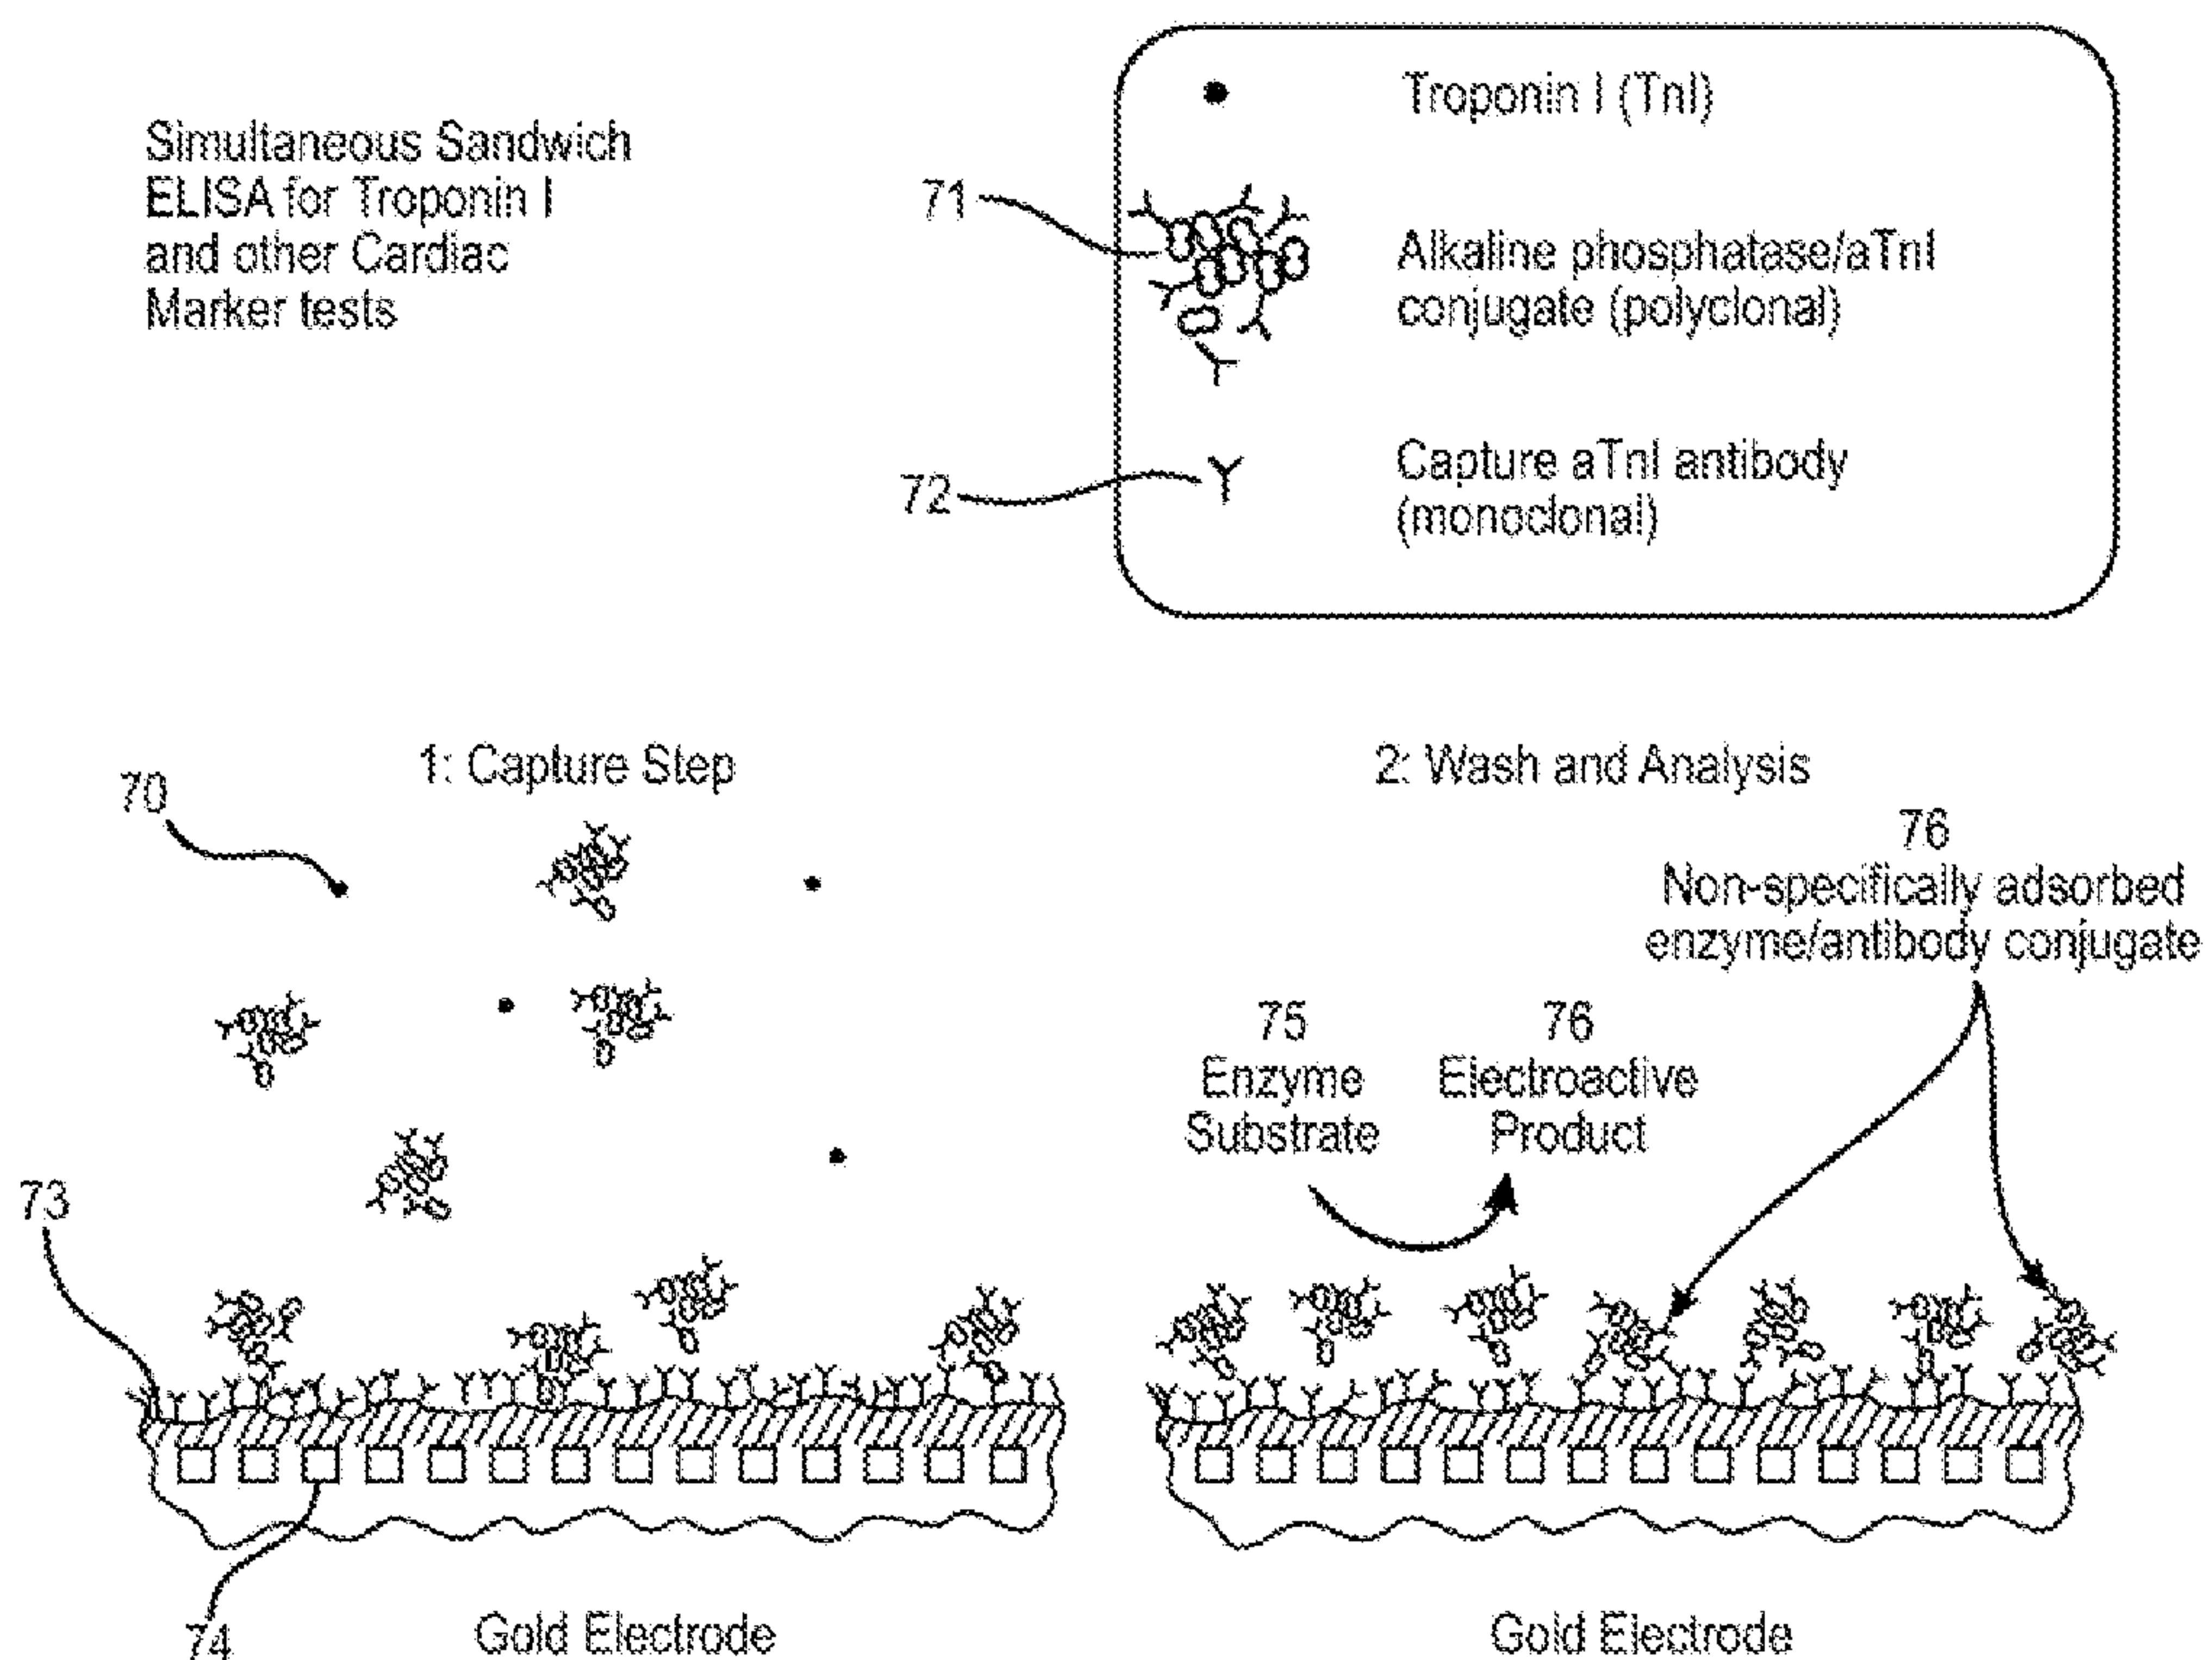 Simultaneous Sandwich
ELISA for Troponin I
and other Cardiac
Marker tests
Troponin I (TnI)
71
Alkaline phosphatase/aTnI
conjugate (polyclonal)
72
Capture aTnI antibody
(monoclonal)
1: Capture Step
70
73
74
Gold Electrode
2: Wash and Analysis
76
Non-specifically adsorbed
enzyme/antibody conjugate
75
Enzyme
Substrate
76
Electroactive
Product
Gold Electrode